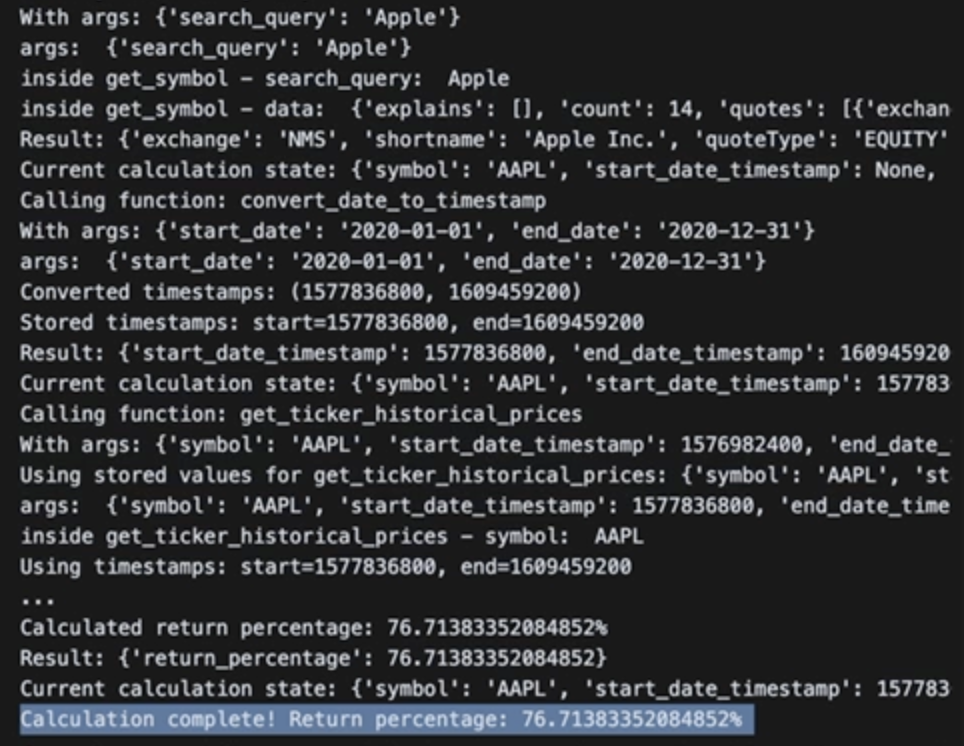 With args: {'search_query': 'Apple'}
args:  {'search_query': 'Apple'}
inside get_symbol – search_query:  Apple
inside get_symbol – data:  {'explains': [], 'count': 14, 'quotes': [{'exchan
Result: {'exchange': 'NMS', 'shortname': 'Apple Inc.', 'quoteType': 'EQUITY'
Current calculation state: {'symbol': 'AAPL', 'start_date_timestamp': None,
Calling function: convert_date_to_timestamp
With args: {'start_date': '2020-01-01', 'end_date': '2020-12-31'}
args:  {'start_date': '2020-01-01', 'end_date': '2020-12-31'}
Converted timestamps: (1577836800, 1609459200)
Stored timestamps: start=1577836800, end=1609459200
Result: {'start_date_timestamp': 1577836800, 'end_date_timestamp': 160945920
Current calculation state: {'symbol': 'AAPL', 'start_date_timestamp': 157783
Calling function: get_ticker_historical_prices
With args: {'symbol': 'AAPL', 'start_date_timestamp': 1576982400, 'end_date_
Using stored values for get_ticker_historical_prices: {'symbol': 'AAPL', 'st
args:  {'symbol': 'AAPL', 'start_date_timestamp': 1577836800, 'end_date_time
inside get_ticker_historical_prices – symbol:  AAPL
Using timestamps: start=1577836800, end=1609459200
...
Calculated return percentage: 76.71383352084852%
Result: {'return_percentage': 76.71383352084852}
Current calculation state: {'symbol': 'AAPL', 'start_date_timestamp': 157783
Calculation complete! Return percentage: 76.71383352084852%